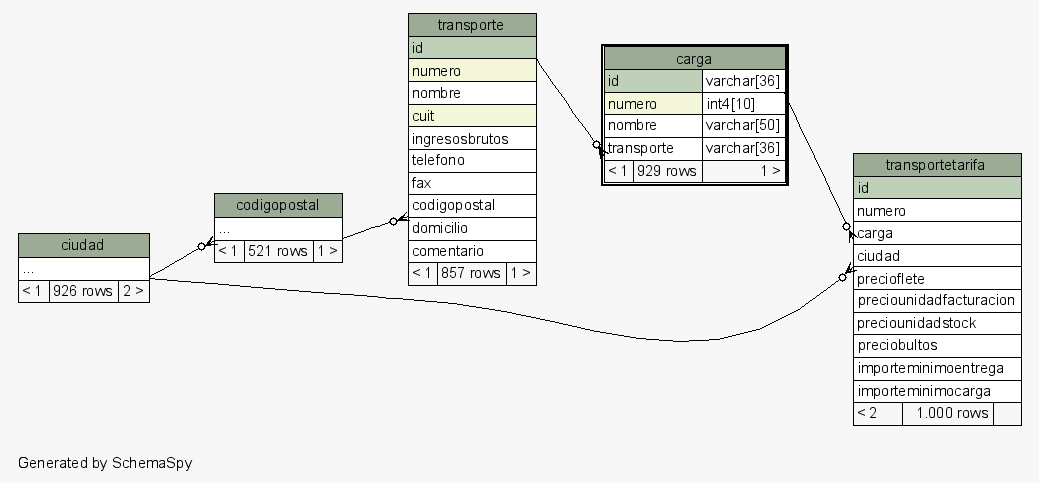 transporte
id
numero
nombre
cuit
ingresosbrutos
telefono
fax
codigopostal
domicilio
comentario
< 1 857 rows 1 >
carga
id varchar[36]
numero int4[10]
nombre varchar[50]
transporte varchar[36]
< 1 929 rows 1 >
transportetarifa
id
numero
carga
ciudad
precioflete
preciounidadfacturacion
preciounidadstock
preciobultos
importeminimoentrega
importeminimocarga
< 2 1.000 rows
codigopostal
...
< 1 521 rows 1 >
ciudad
...
< 1 926 rows 2 >
Generated by SchemaSpy